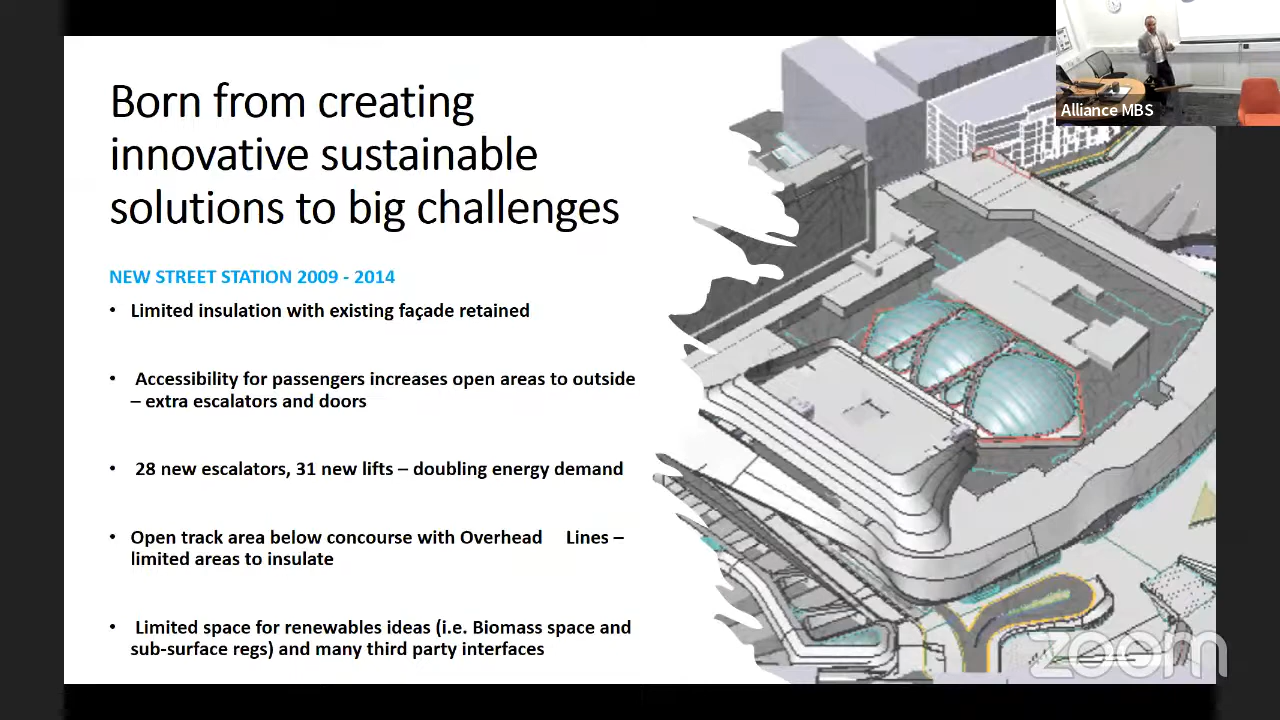 Born from creating
innovative sustainable
solutions to big challenges
NEW STREET STATION 2009 - 2014
• Limited insulation with existing façade retained
• Accessibility for passengers increases open areas to outside
– extra escalators and doors
• 28 new escalators, 31 new lifts – doubling energy demand
• Open track area below concourse with Overhead Lines –
limited areas to insulate
• Limited space for renewables ideas (i.e. Biomass space and
sub-surface regs) and many third party interfaces
Alliance MBS
zoom